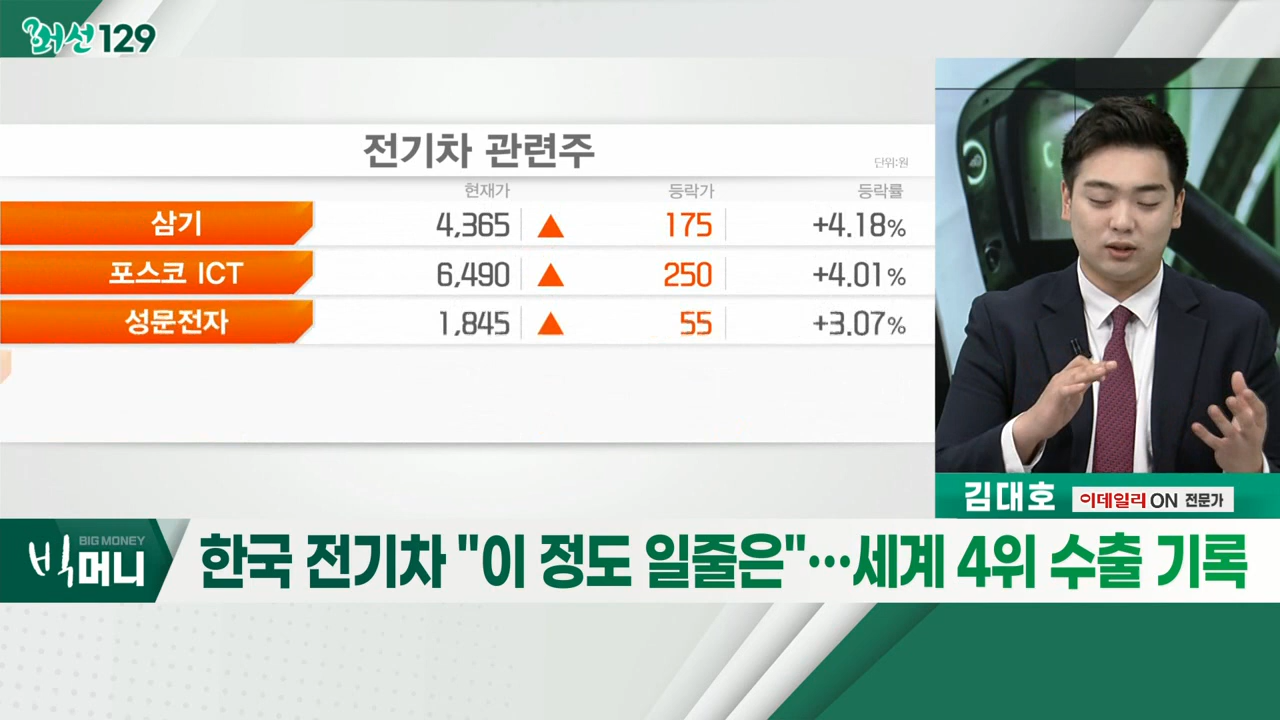 머선129
전기차 관련주
단위:원
현재가 등락가 등락률
삼기 4,365 ▲ 175 +4.18%
포스코 ICT 6,490 ▲ 250 +4.01%
성문전자 1,845 ▲ 55 +3.07%
김대호 이데일리ON 전문가
BIG MONEY
빅머니
한국 전기차 "이 정도 일줄은"…세계 4위 수출 기록